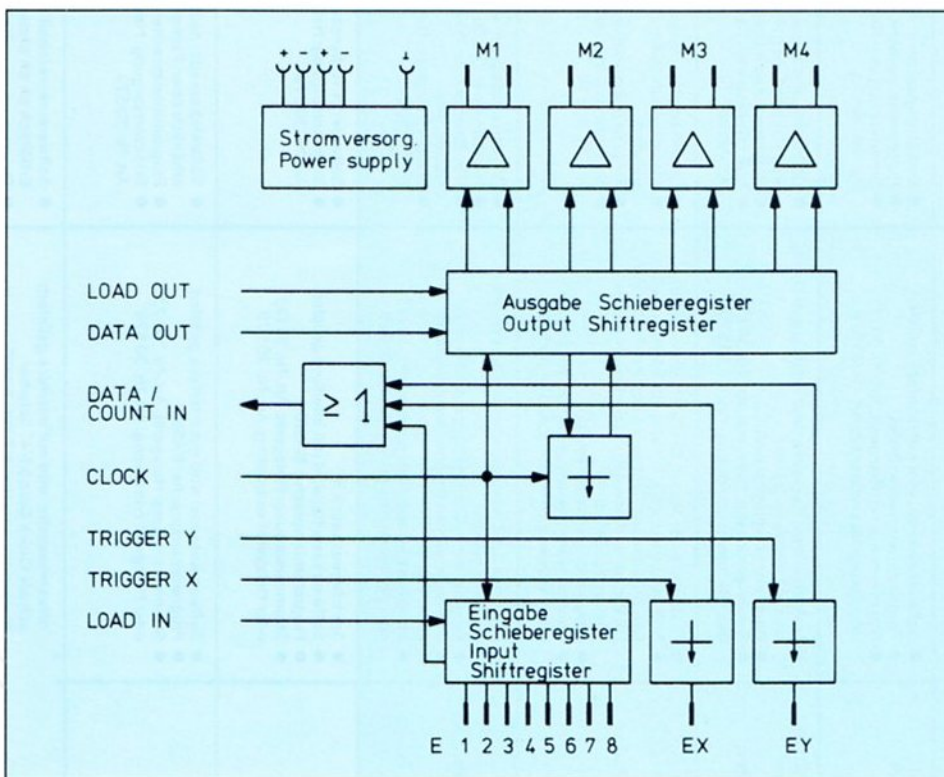 + - + - ⊥
M1 M2 M3 M4
Stromversorg.
Power supply
LOAD OUT
DATA OUT
Ausgabe Schieberegister
Output Shiftregister
DATA /
COUNT IN
≥ 1
CLOCK
TRIGGER Y
TRIGGER X
LOAD IN
Eingabe
Schieberegister
Input
Shiftregister
E 1 2 3 4 5 6 7 8 EX EY